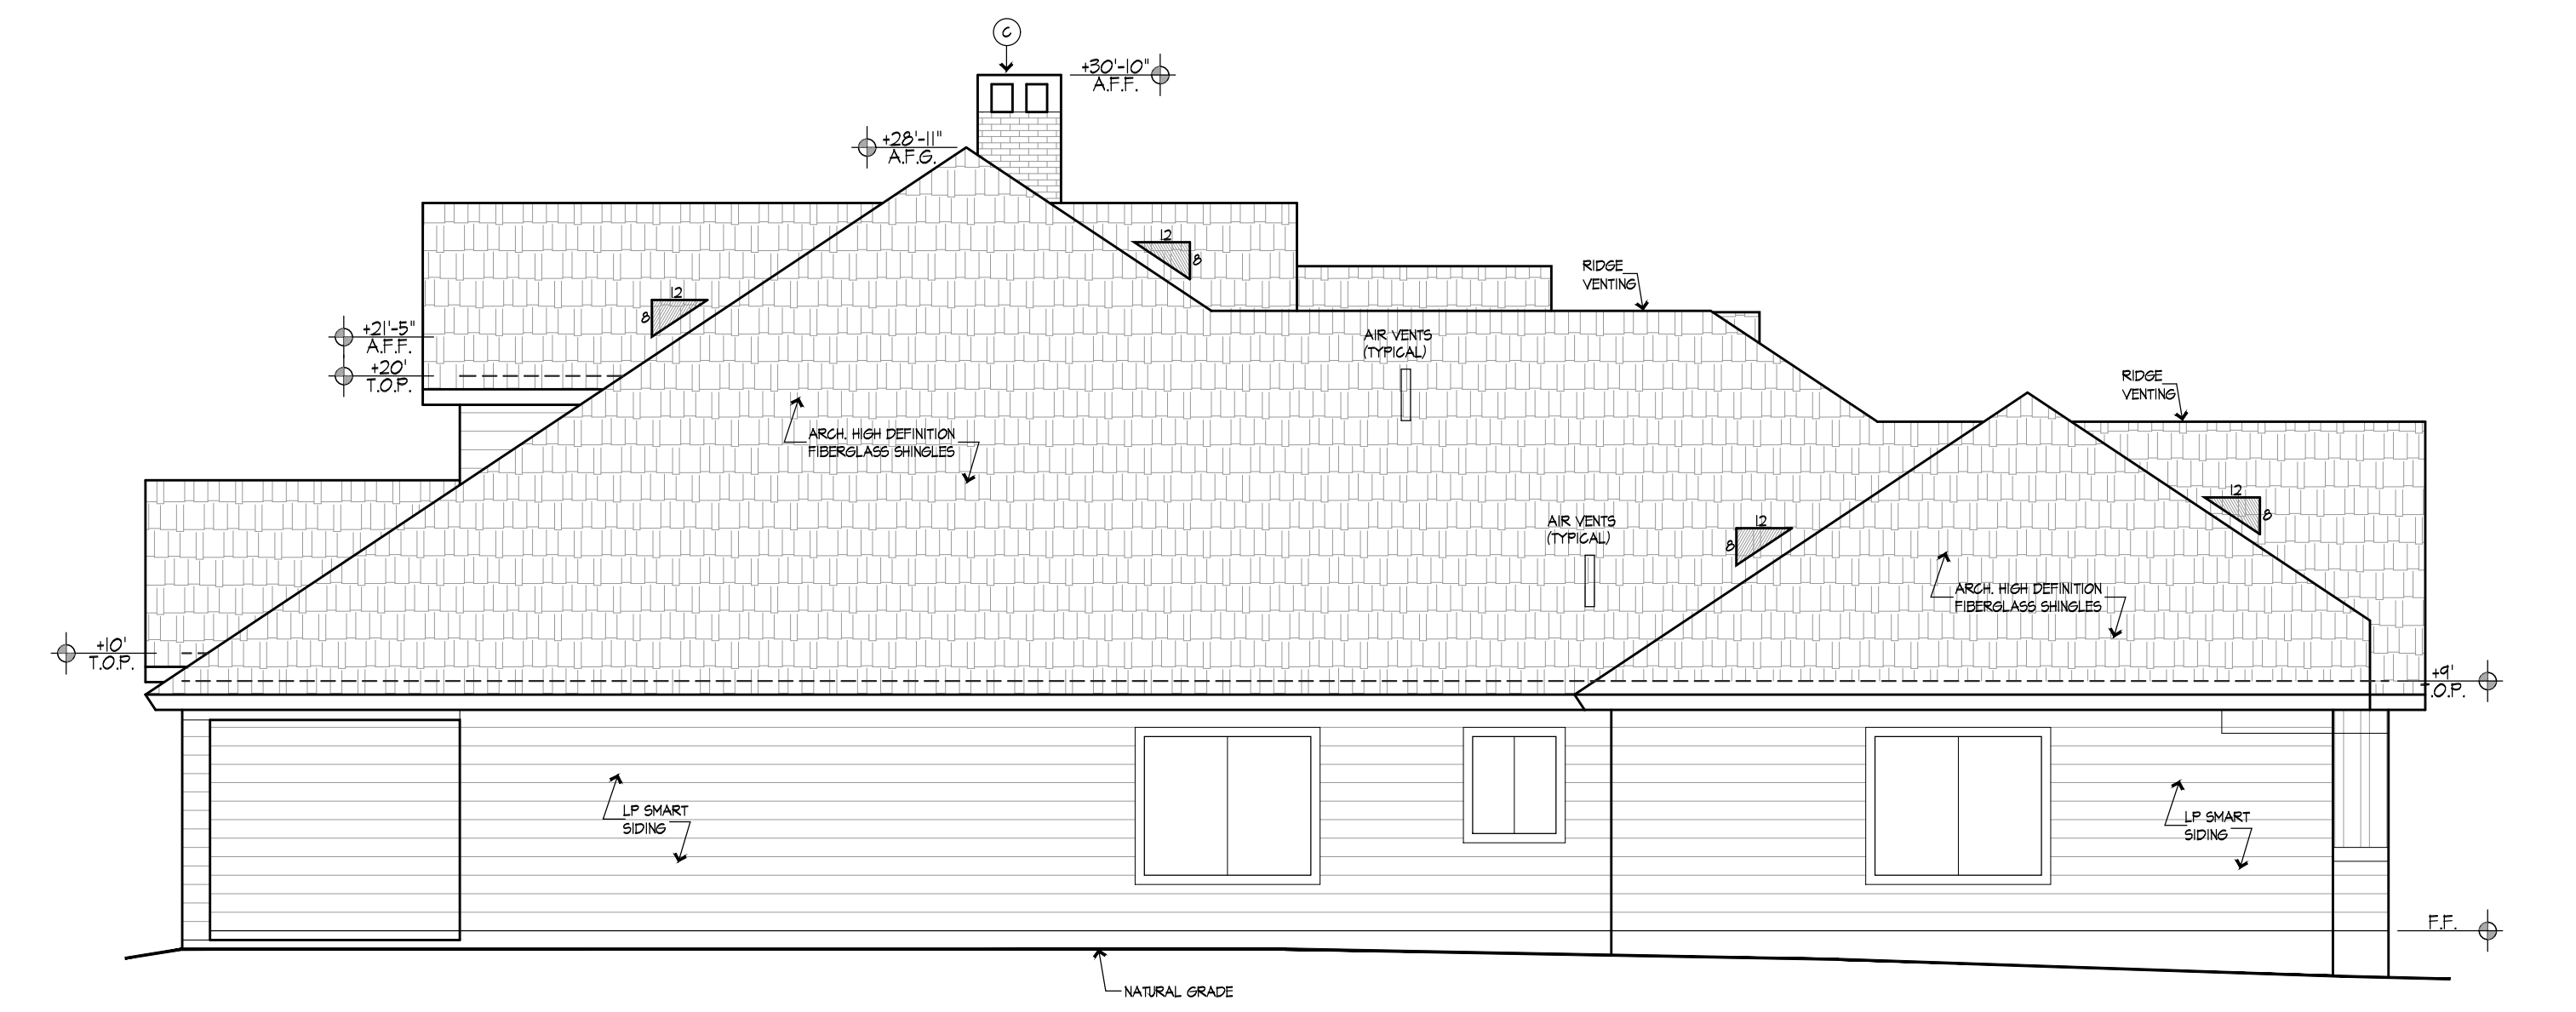 C
+30'-10"
A.F.F.
+28'-11"
A.F.G.
12
8
RIDGE
VENTING
12
8
+21'-5"
A.F.F.
AIR VENTS
(TYPICAL)
+20'
T.O.P.
RIDGE
VENTING
ARCH. HIGH DEFINITION
FIBERGLASS SHINGLES
12
8
AIR VENTS
(TYPICAL)
12
8
ARCH. HIGH DEFINITION
FIBERGLASS SHINGLES
+10'
T.O.P.
+9'
T.O.P.
LP SMART
SIDING
LP SMART
SIDING
F.F.
NATURAL GRADE